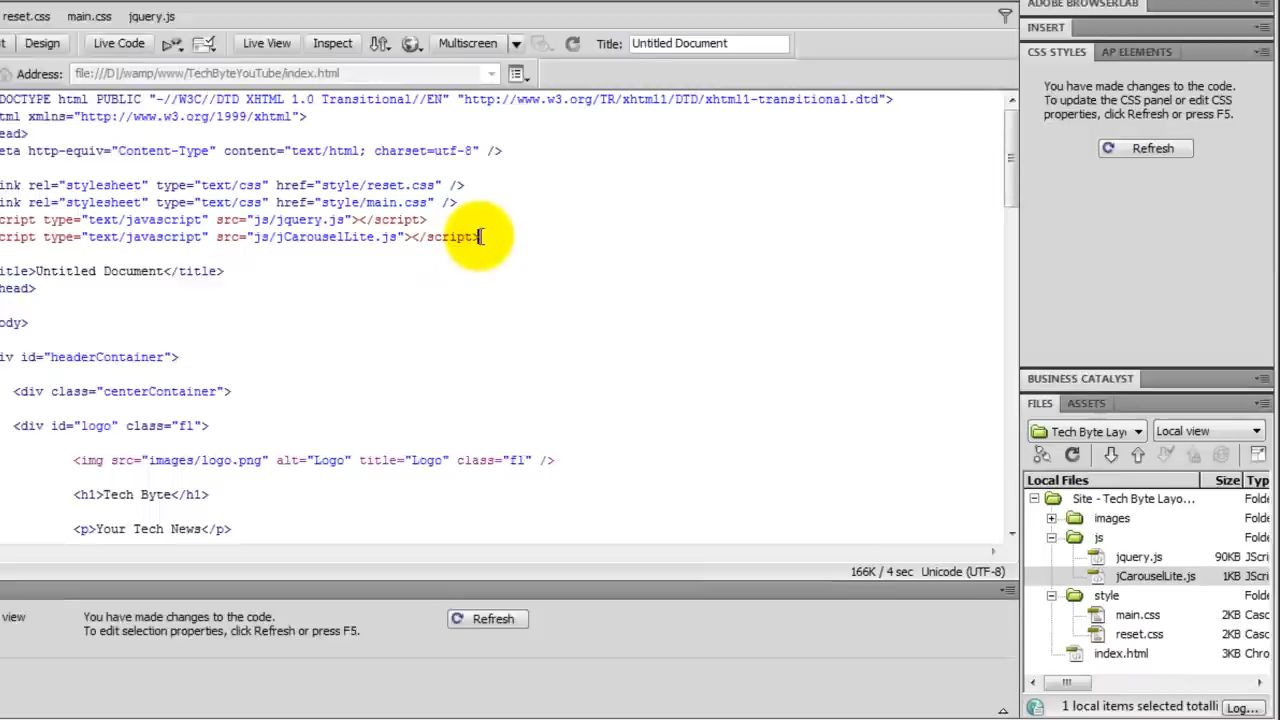 reset.css main.css jquery.js
Design Live Code Live View Inspect Multiscreen Title: Untitled Document
Address: file:///D|/wamp/www/TechByteYouTube/index.html
DOCTYPE html PUBLIC "-//W3C//DTD XHTML 1.0 Transitional//EN" "http://www.w3.org/TR/xhtml1/DTD/xhtml1-transitional.dtd">
tml xmlns="http://www.w3.org/1999/xhtml">
ead>
eta http-equiv="Content-Type" content="text/html; charset=utf-8" />
ink rel="stylesheet" type="text/css" href="style/reset.css" />
ink rel="stylesheet" type="text/css" href="style/main.css" />
cript type="text/javascript" src="js/jquery.js"></script>
cript type="text/javascript" src="js/jCarouselLite.js"></script>
itle>Untitled Document</title>
head>
ody>
iv id="headerContainer">
<div class="centerContainer">
<div id="logo" class="fl">
<img src="images/logo.png" alt="Logo" title="Logo" class="fl" />
<h1>Tech Byte</h1>
<p>Your Tech News</p>
166K / 4 sec Unicode (UTF-8)
view
You have made changes to the code.
To edit selection properties, click Refresh or press F5.
Refresh
ADOBE BROWSERLAB
INSERT
CSS STYLES AP ELEMENTS
You have made changes to the code.
To update the CSS panel or edit CSS
properties, click Refresh or press F5.
Refresh
BUSINESS CATALYST
FILES ASSETS
Tech Byte Lay Local view
Local Files Size Typ
Site - Tech Byte Layo... Folde
images Folde
js Folde
jquery.js 90KB JScri
jCarouselLite.js 1KB JScri
style Folde
main.css 2KB Casc
reset.css 2KB Casc
index.html 3KB Chro
1 local items selected totalli Log...